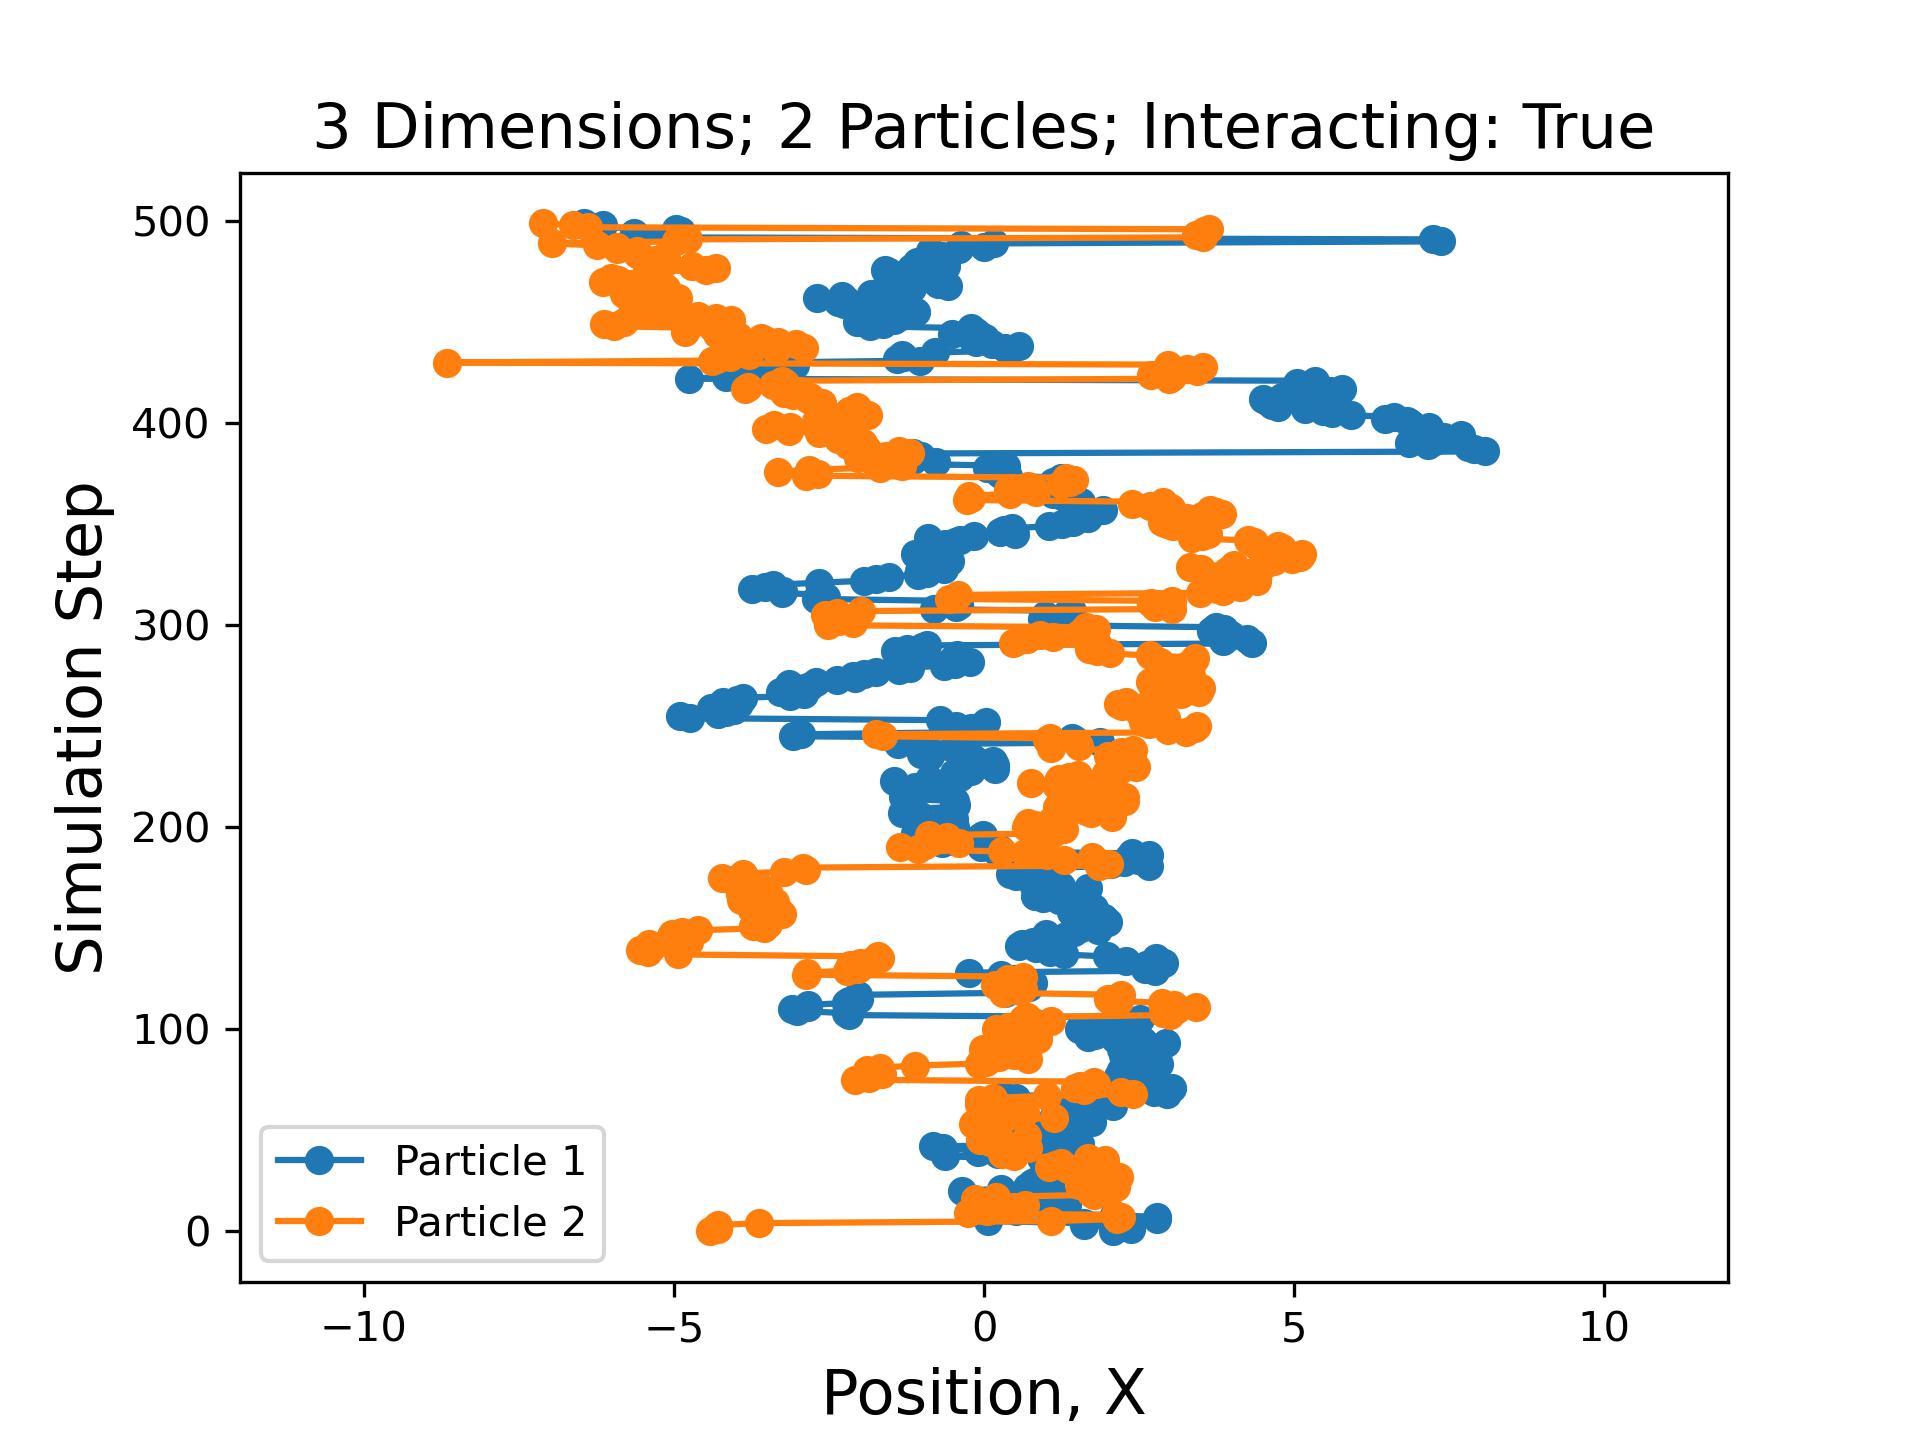 3 Dimensions; 2 Particles; Interacting: True
Simulation Step
500
400
300
200
100
0
Particle 1
Particle 2
−10
−5
0
5
10
Position, X